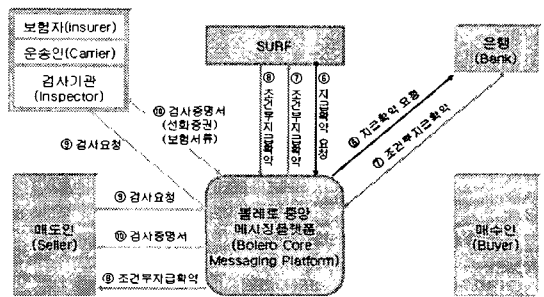 보험자(Insurer)
운송인(Carrier)
검사기관
(Inspector)
SURF
은행
(Bank)
⑩ 검사증명서
(선화증권)
(보험서류)
⑨ 검사요청
⑧ 조건부지급확약
⑦ 조건부지급확약
⑥ 지급확약 요청
⑥ 지급확약 요청
⑦ 조건부지급확약
매도인
(Seller)
⑨ 검사요청
⑩ 검사증명서
⑧ 조건부지급확약
볼레로 중앙
메시징플랫폼
(Bolero Core
Messaging Platform)
매수인
(Buyer)